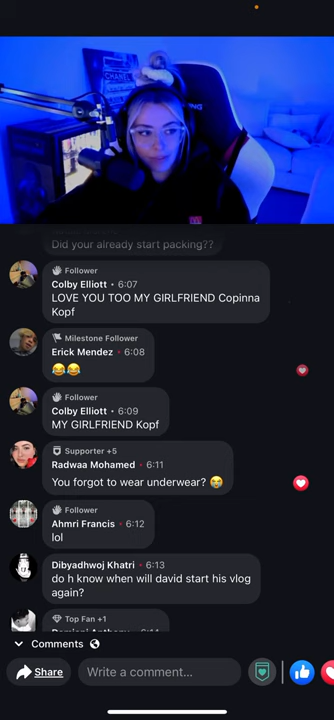 CHANEL
Did your already start packing??
Follower
Colby Elliott • 6:07
LOVE YOU TOO MY GIRLFRIEND Copinna
Kopf
Milestone Follower
Erick Mendez • 6:08
😂😂
Follower
Colby Elliott • 6:09
MY GIRLFRIEND Kopf
Supporter +5
Radwaa Mohamed • 6:11
You forgot to wear underwear? 😭
Follower
Ahmri Francis • 6:12
lol
Dibyadhwoj Khatri • 6:13
do h know when will david start his vlog
again?
Top Fan +1
Comments
Share
Write a comment...